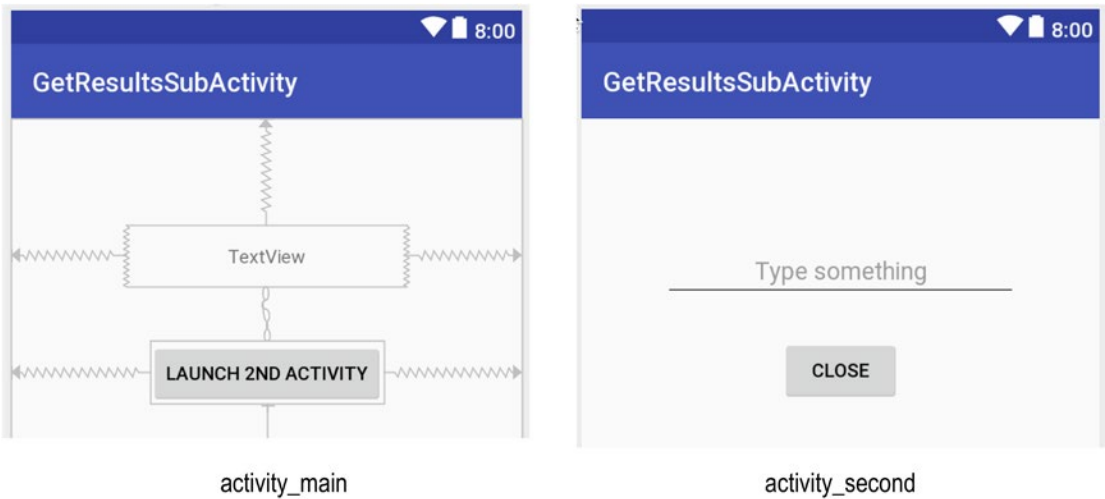 8:00
GetResultsSubActivity
TextView
LAUNCH 2ND ACTIVITY
activity_main
8:00
GetResultsSubActivity
Type something
CLOSE
activity_second